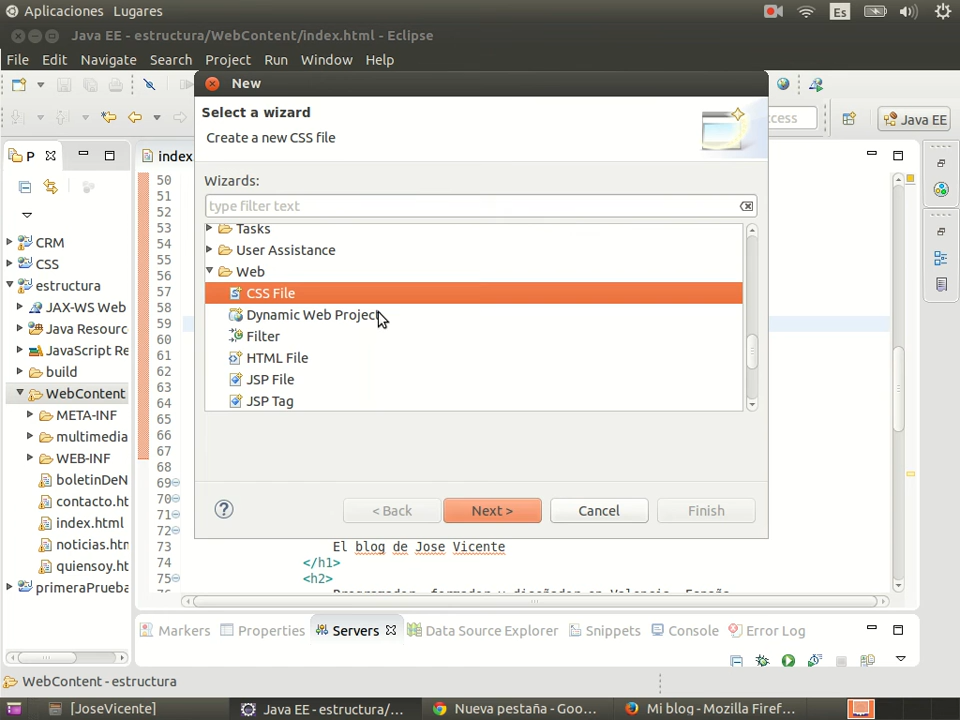 Aplicaciones Lugares Es
Java EE - estructura/WebContent/index.html - Eclipse
File Edit Navigate Search Project Run Window Help
New
Select a wizard
Create a new CSS file
cess
Java EE
P
index
Wizards:
type filter text
Tasks
User Assistance
Web
CSS File
Dynamic Web Project
Filter
HTML File
JSP File
JSP Tag
< Back Next > Cancel Finish
CRM
CSS
estructura
JAX-WS Web
Java Resourc
JavaScript Re
build
WebContent
META-INF
multimedia
WEB-INF
boletinDeN
contacto.ht
index.html
noticias.htm
quiensoy.ht
primeraPrueba
50
51
52
53
54
55
56
57
58
59
60
61
62
63
64
65
66
67
68
69
70
71
72
73 El blog de Jose Vicente
74 </h1>
75 <h2>
Programador, formador y diseñador en Valencia, España
Markers Properties Servers Data Source Explorer Snippets Console Error Log
WebContent - estructura
[JoseVicente] Java EE - estructura/... Nueva pestaña - Goo... Mi blog - Mozilla Firef...